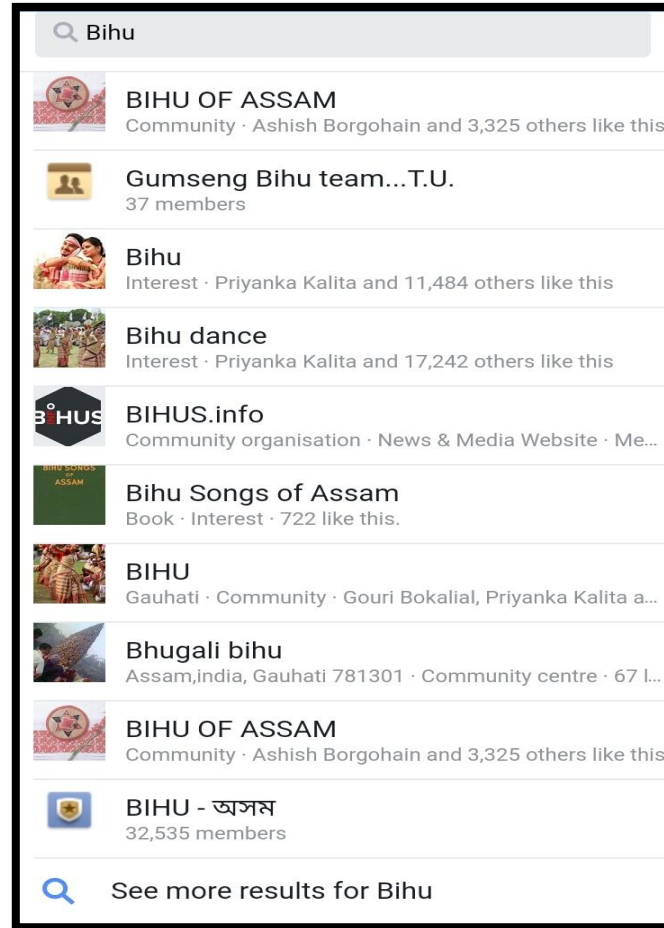 Bihu
BIHU OF ASSAM
Community · Ashish Borgohain and 3,325 others like this
Gumseng Bihu team...T.U.
37 members
Bihu
Interest · Priyanka Kalita and 11,484 others like this
Bihu dance
Interest · Priyanka Kalita and 17,242 others like this
BIHUS
BIHUS.info
Community organisation · News & Media Website · Me...
BIHU SONGS
OF
ASSAM
Bihu Songs of Assam
Book · Interest · 722 like this.
BIHU
Gauhati · Community · Gouri Bokalial, Priyanka Kalita a...
Bhugali bihu
Assam,india, Gauhati 781301 · Community centre · 67 l...
BIHU OF ASSAM
Community · Ashish Borgohain and 3,325 others like this
BIHU - অসম
32,535 members
See more results for Bihu